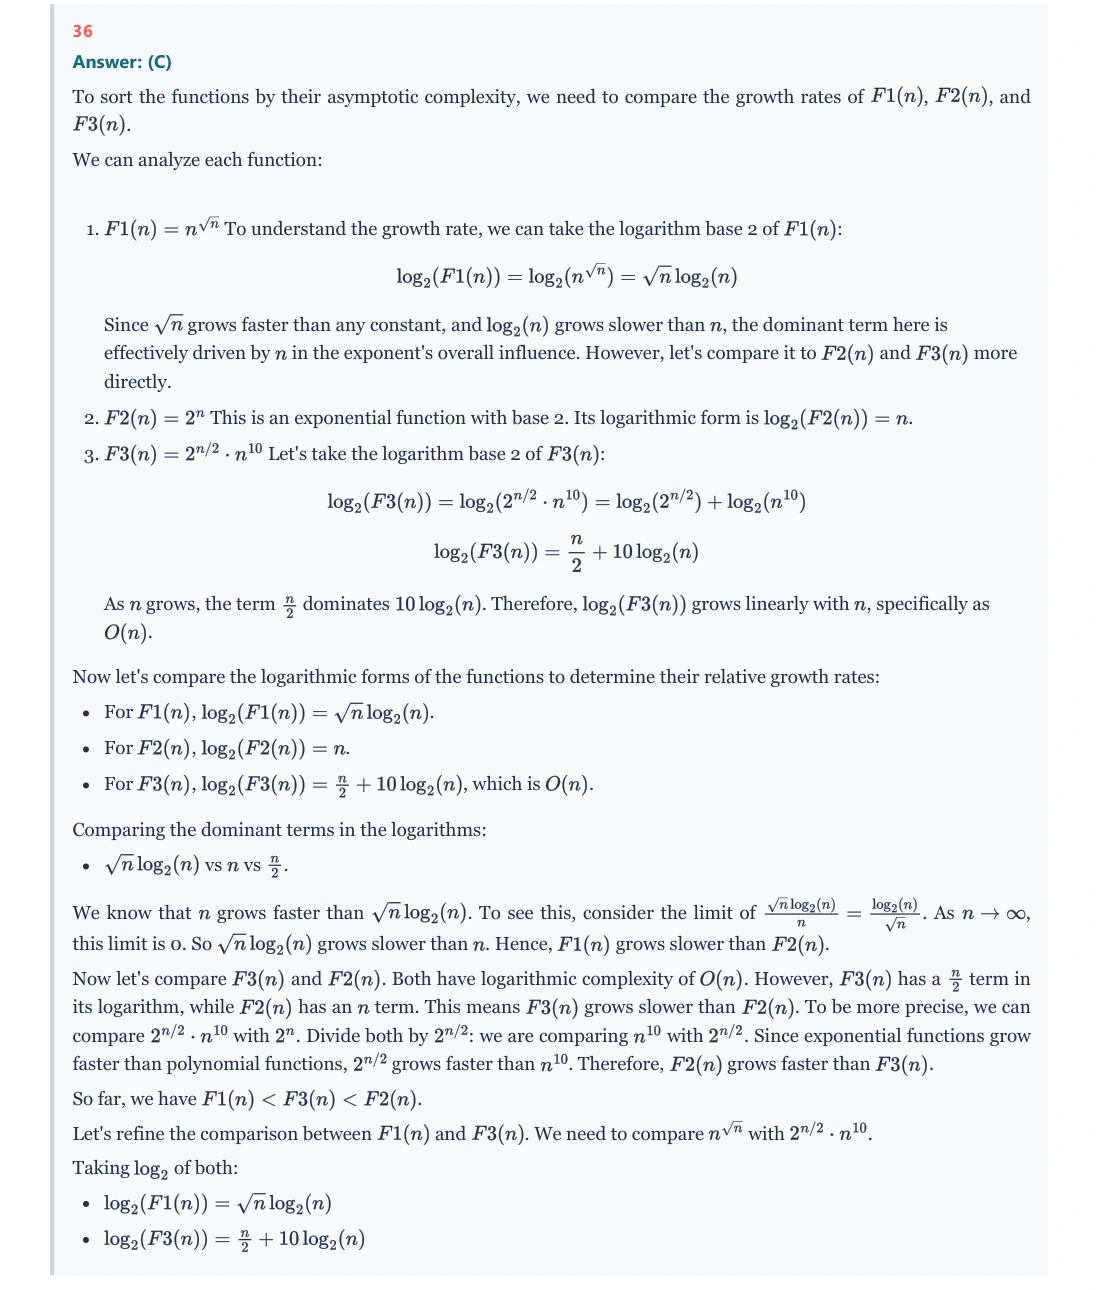 36
Answer: (C)
To sort the functions by their asymptotic complexity, we need to compare the growth rates of F1(n), F2(n), and
F3(n).
We can analyze each function:
1. F1(n) = n^√n To understand the growth rate, we can take the logarithm base 2 of F1(n):
log₂(F1(n)) = log₂(n^√n) = √n log₂(n)
Since √n grows faster than any constant, and log₂(n) grows slower than n, the dominant term here is
effectively driven by n in the exponent's overall influence. However, let's compare it to F2(n) and F3(n) more
directly.
2. F2(n) = 2ⁿ This is an exponential function with base 2. Its logarithmic form is log₂(F2(n)) = n.
3. F3(n) = 2^(n/2) · n¹⁰ Let's take the logarithm base 2 of F3(n):
log₂(F3(n)) = log₂(2^(n/2) · n¹⁰) = log₂(2^(n/2)) + log₂(n¹⁰)
log₂(F3(n)) = n/2 + 10 log₂(n)
As n grows, the term n/2 dominates 10 log₂(n). Therefore, log₂(F3(n)) grows linearly with n, specifically as
O(n).
Now let's compare the logarithmic forms of the functions to determine their relative growth rates:
• For F1(n), log₂(F1(n)) = √n log₂(n).
• For F2(n), log₂(F2(n)) = n.
• For F3(n), log₂(F3(n)) = n/2 + 10 log₂(n), which is O(n).
Comparing the dominant terms in the logarithms:
• √n log₂(n) vs n vs n/2.
We know that n grows faster than √n log₂(n). To see this, consider the limit of √n log₂(n)/n = log₂(n)/√n. As n → ∞,
this limit is 0. So √n log₂(n) grows slower than n. Hence, F1(n) grows slower than F2(n).
Now let's compare F3(n) and F2(n). Both have logarithmic complexity of O(n). However, F3(n) has a n/2 term in
its logarithm, while F2(n) has an n term. This means F3(n) grows slower than F2(n). To be more precise, we can
compare 2^(n/2) · n¹⁰ with 2ⁿ. Divide both by 2^(n/2): we are comparing n¹⁰ with 2^(n/2). Since exponential functions grow
faster than polynomial functions, 2^(n/2) grows faster than n¹⁰. Therefore, F2(n) grows faster than F3(n).
So far, we have F1(n) < F3(n) < F2(n).
Let's refine the comparison between F1(n) and F3(n). We need to compare n^√n with 2^(n/2) · n¹⁰.
Taking log₂ of both:
• log₂(F1(n)) = √n log₂(n)
• log₂(F3(n)) = n/2 + 10 log₂(n)